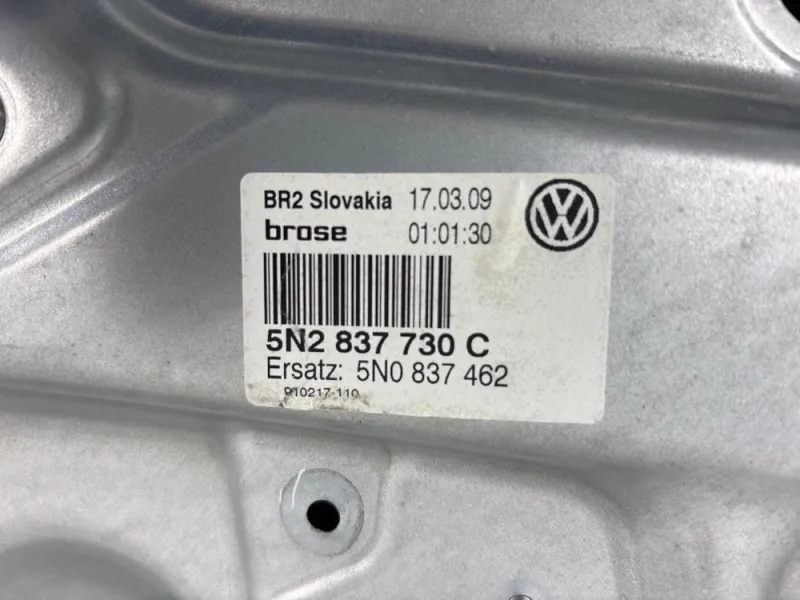 BR2 Slovakia 17.03.09
brose 01:01:30
5N2 837 730 C
Ersatz: 5N0 837 462
910217-110